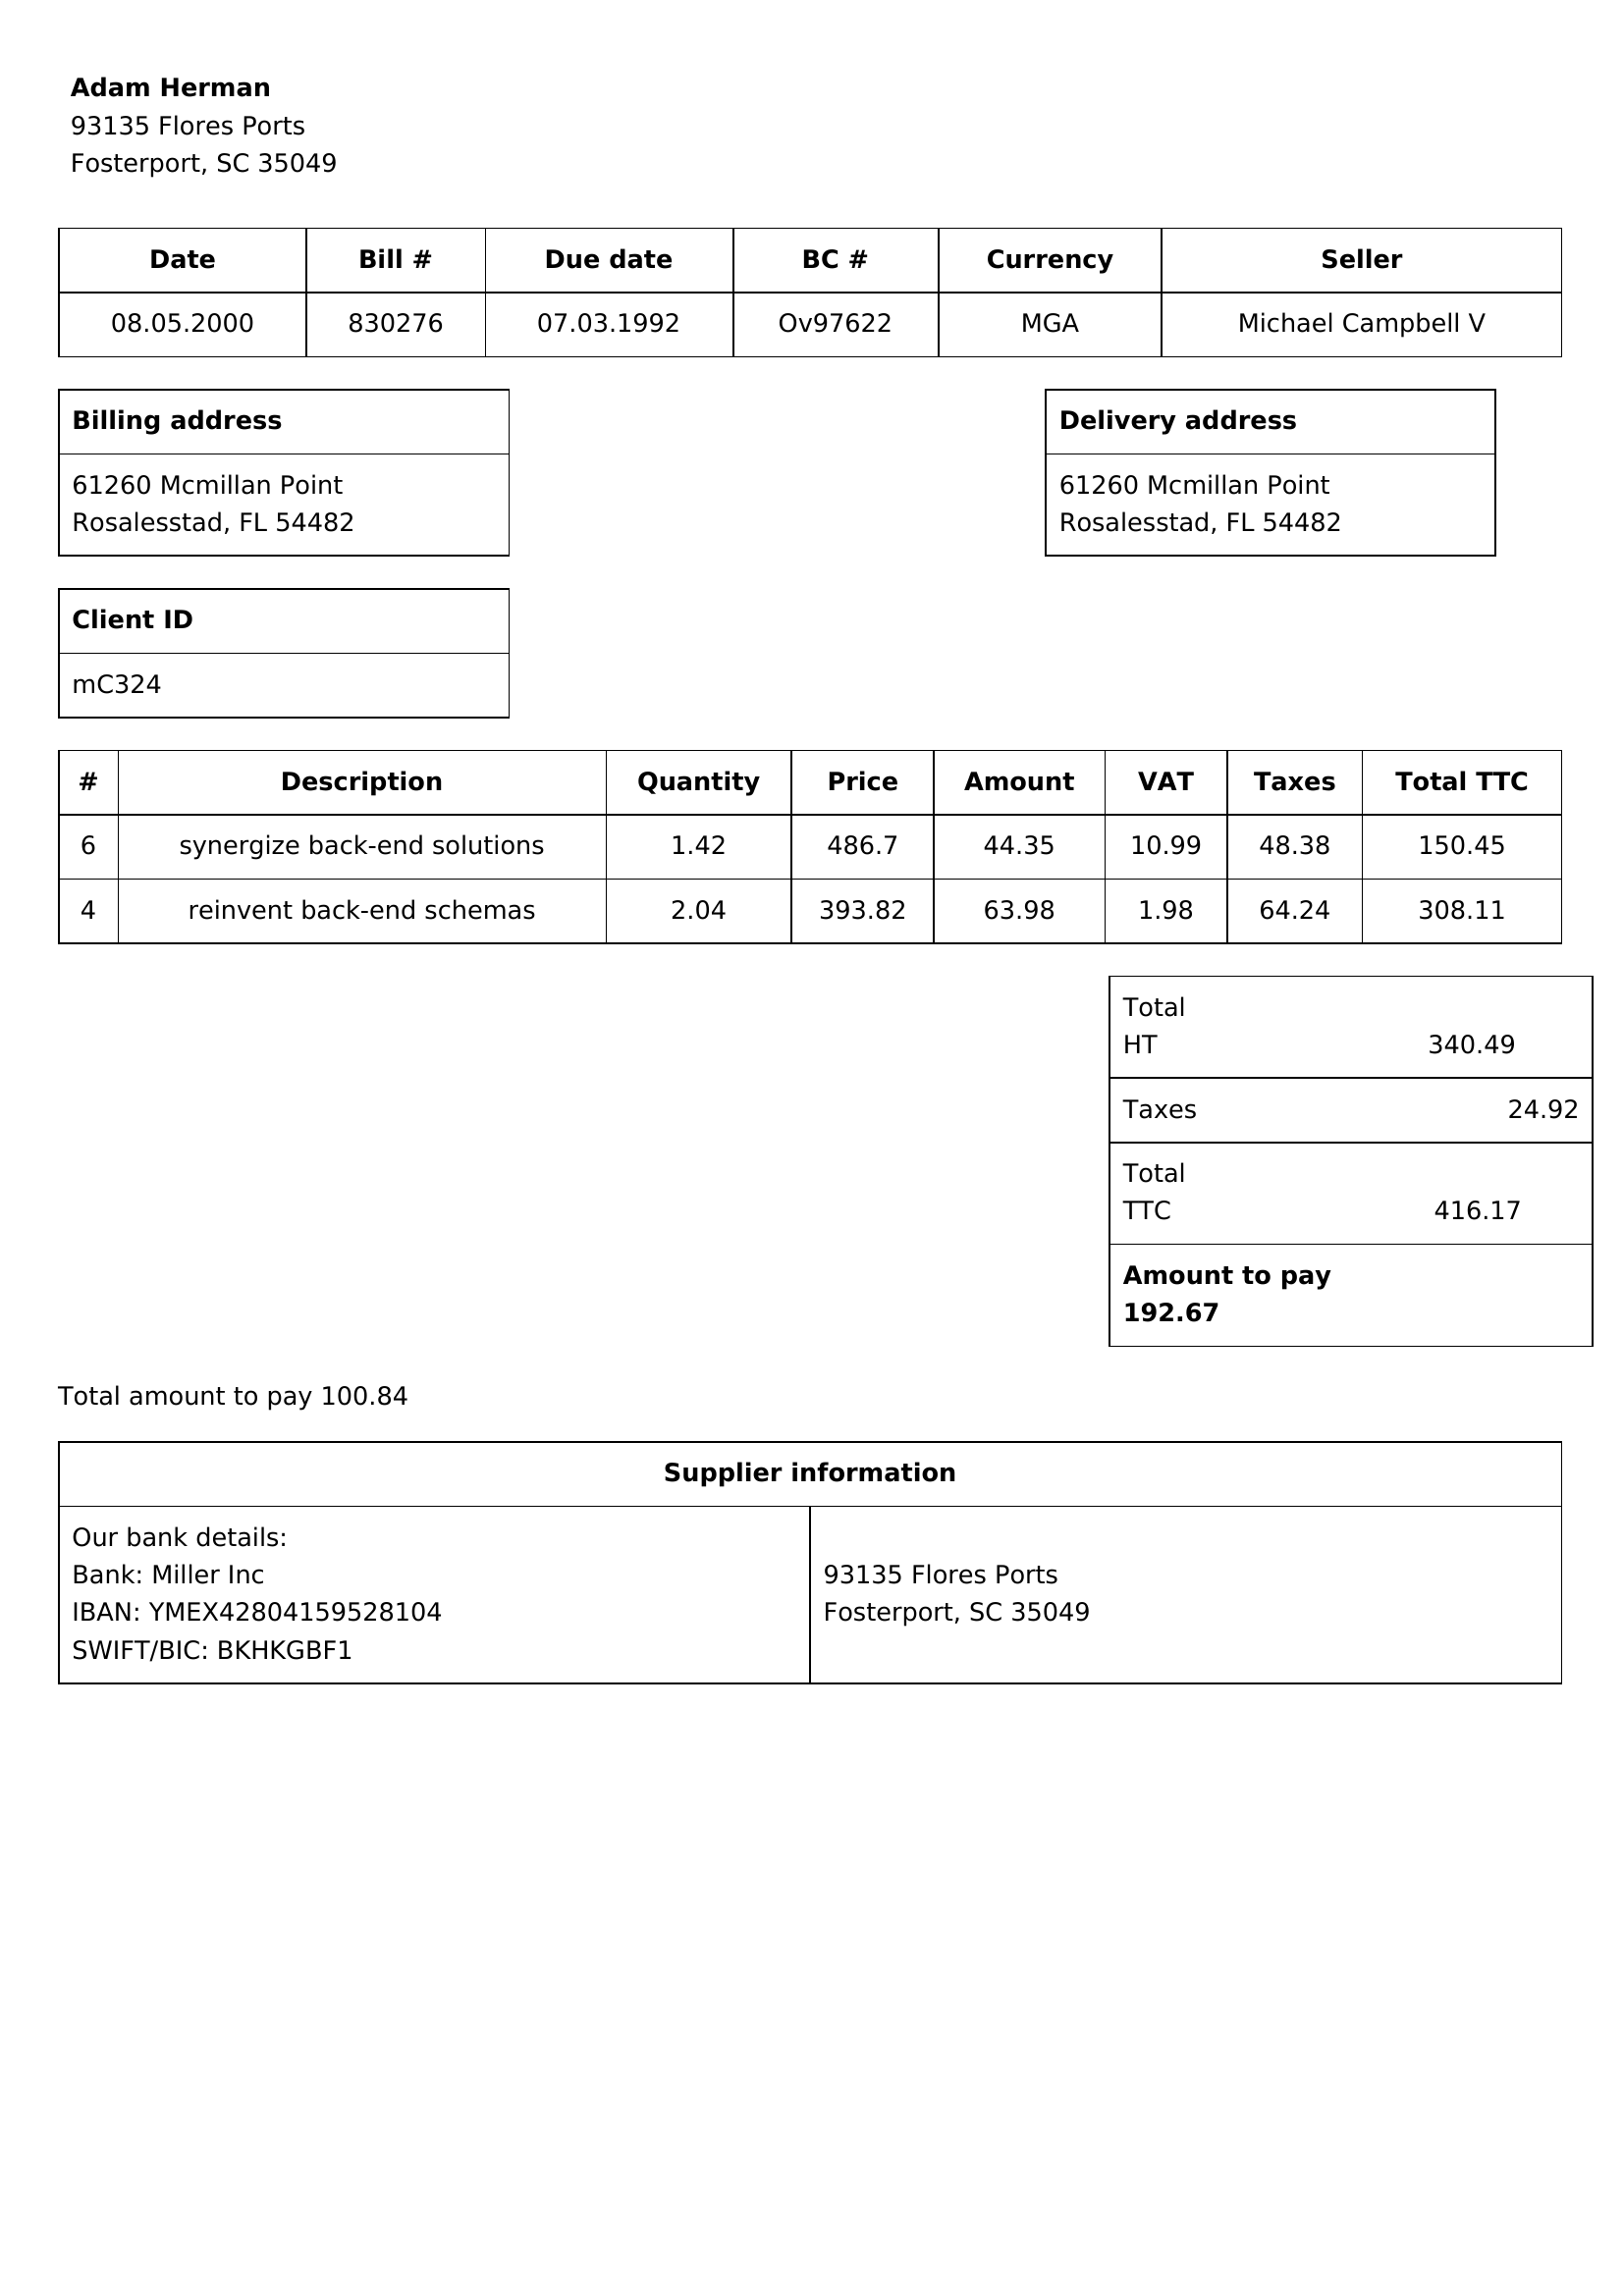 Adam Herman
93135 Flores Ports
Fosterport, SC 35049
Date Bill # Due date BC # Currency Seller
08.05.2000 830276 07.03.1992 Ov97622 MGA Michael Campbell V
Billing address
61260 Mcmillan Point
Rosalesstad, FL 54482
Delivery address
61260 Mcmillan Point
Rosalesstad, FL 54482
Client ID
mC324
# Description Quantity Price Amount VAT Taxes Total TTC
6 synergize back-end solutions 1.42 486.7 44.35 10.99 48.38 150.45
4 reinvent back-end schemas 2.04 393.82 63.98 1.98 64.24 308.11
Total
HT 340.49
Taxes 24.92
Total
TTC 416.17
Amount to pay
192.67
Total amount to pay 100.84
Supplier information
Our bank details:
Bank: Miller Inc
IBAN: YMEX42804159528104
SWIFT/BIC: BKHKGBF1
93135 Flores Ports
Fosterport, SC 35049